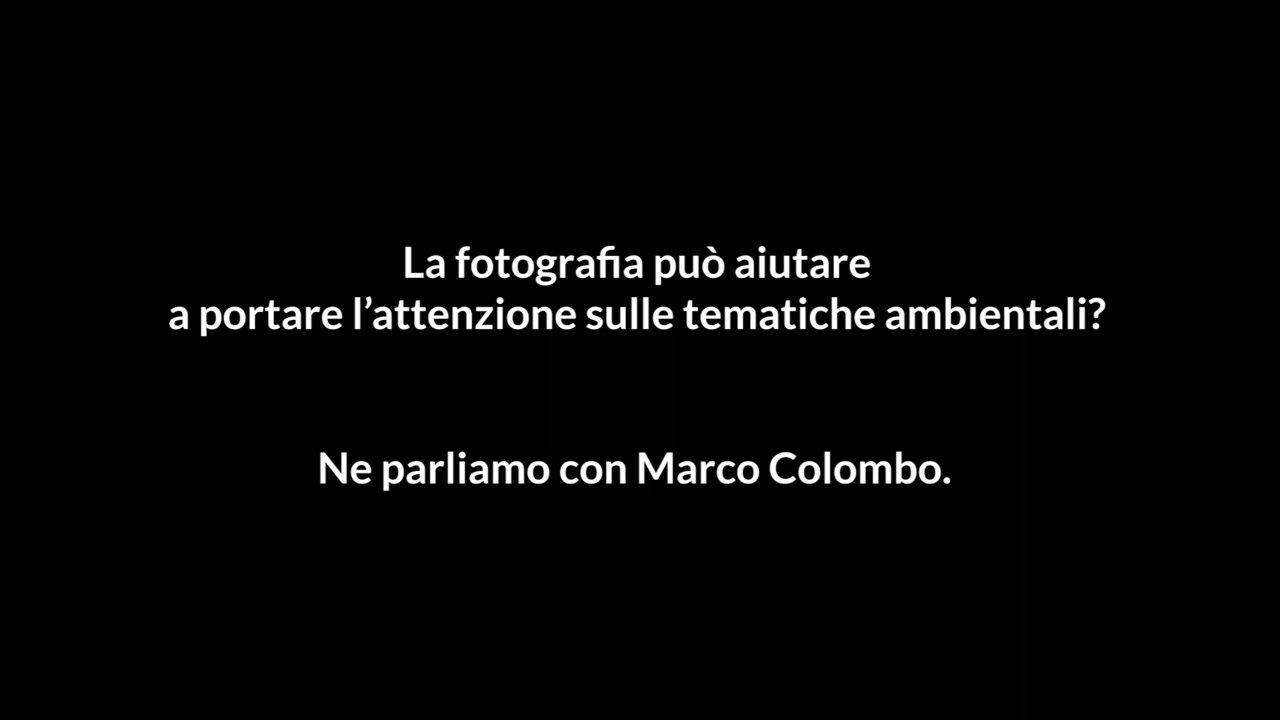 La fotografia può aiutare
a portare l’attenzione sulle tematiche ambientali?
Ne parliamo con Marco Colombo.